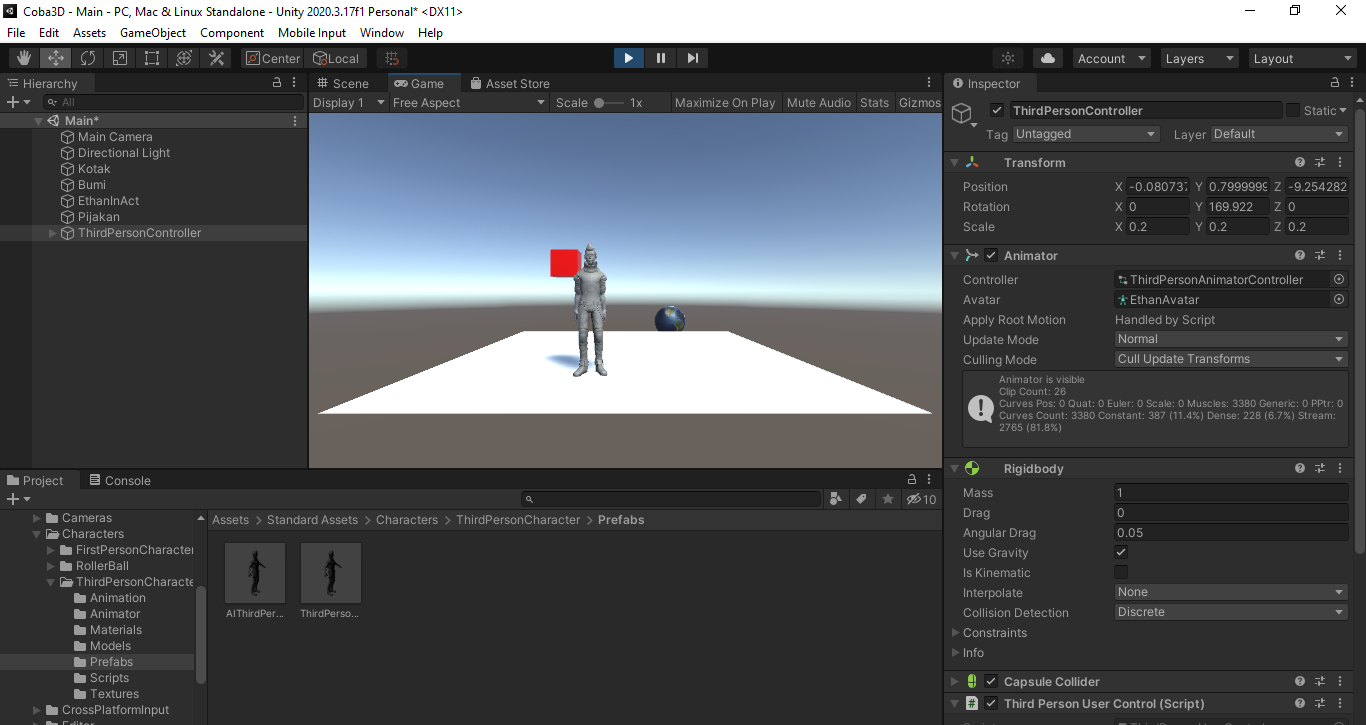 Coba3D - Main - PC, Mac & Linux Standalone - Unity 2020.3.17f1 Personal* <DX11>
File Edit Assets GameObject Component Mobile Input Window Help
Center Local Account Layers Layout
Hierarchy
All
Main*
Main Camera
Directional Light
Kotak
Bumi
EthanInAct
Pijakan
ThirdPersonController
Scene Game Asset Store
Display 1 Free Aspect Scale 1x Maximize On Play Mute Audio Stats Gizmos
Inspector
ThirdPersonController Static
Tag Untagged Layer Default
Transform
Position X -0.080737 Y 0.7999999 Z -9.254282
Rotation X 0 Y 169.922 Z 0
Scale X 0.2 Y 0.2 Z 0.2
Animator
Controller ThirdPersonAnimatorController
Avatar EthanAvatar
Apply Root Motion Handled by Script
Update Mode Normal
Culling Mode Cull Update Transforms
Animator is visible
Clip Count: 26
Curves Pos: 0 Quat: 0 Euler: 0 Scale: 0 Muscles: 3380 Generic: 0 PPtr: 0
Curves Count: 3380 Constant: 387 (11.4%) Dense: 228 (6.7%) Stream:
2765 (81.8%)
Rigidbody
Mass 1
Drag 0
Angular Drag 0.05
Use Gravity
Is Kinematic
Interpolate None
Collision Detection Discrete
Constraints
Info
Capsule Collider
Third Person User Control (Script)
Project Console
10
Cameras
Characters
FirstPersonCharacter
RollerBall
ThirdPersonCharacte
Animation
Animator
Materials
Models
Prefabs
Scripts
Textures
CrossPlatformInput
Assets > Standard Assets > Characters > ThirdPersonCharacter > Prefabs
AIThirdPer... ThirdPerso...